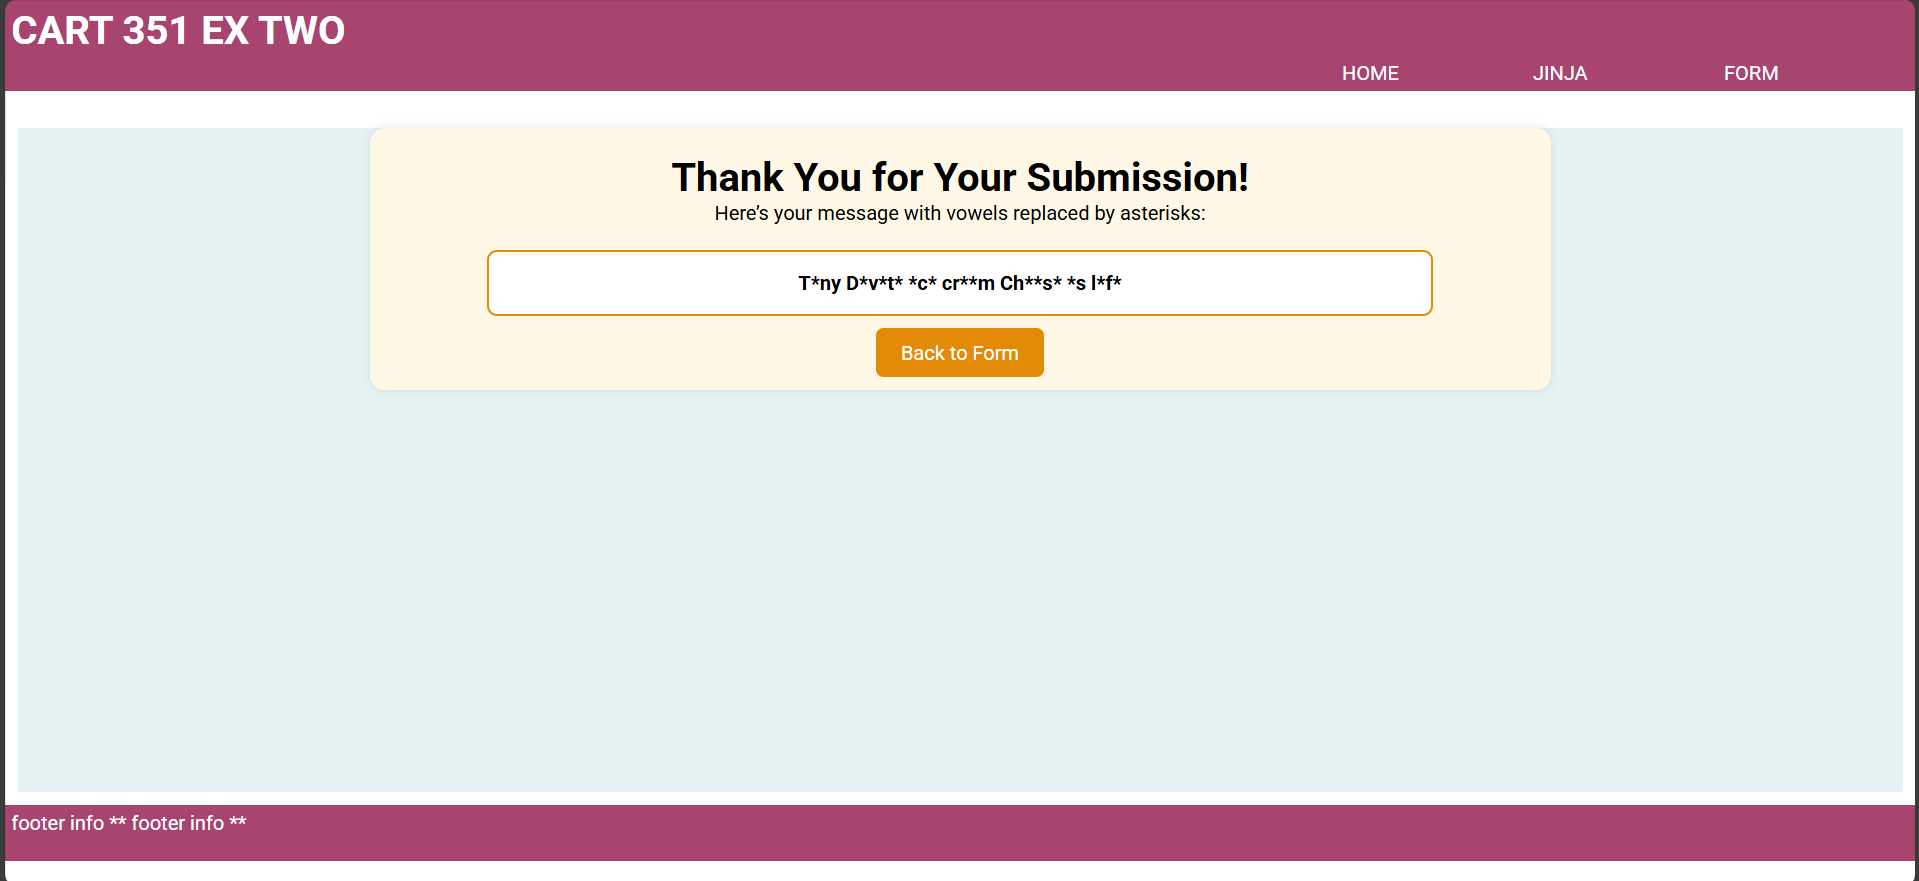 CART 351 EX TWO
HOME JINJA FORM
Thank You for Your Submission!
Here’s your message with vowels replaced by asterisks:
T*ny D*v*t* *c* cr**m Ch**s* *s l*f*
Back to Form
footer info ** footer info **